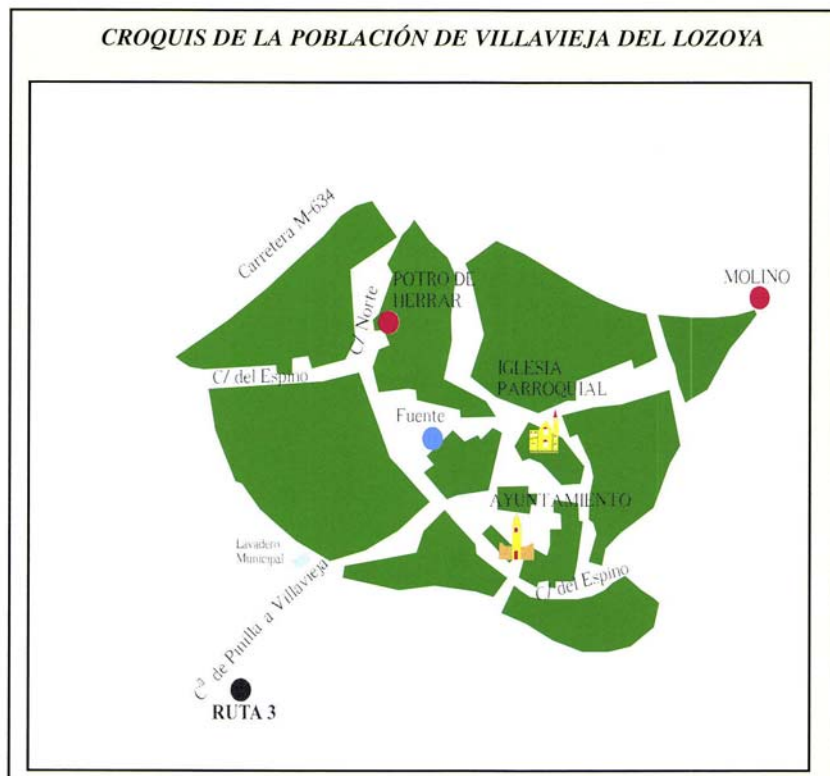 CROQUIS DE LA POBLACIÓN DE VILLAVIEJA DEL LOZOYA
Carretera M-634
POTRO DE
HERRAR
C/ Norte
MOLINO
C/ del Espino
IGLESIA
PARROQUIAL
Fuente
AYUNTAMIENTO
Lavadero
Municipal
C/ del Espino
Cª de Pinilla a Villavieja
RUTA 3